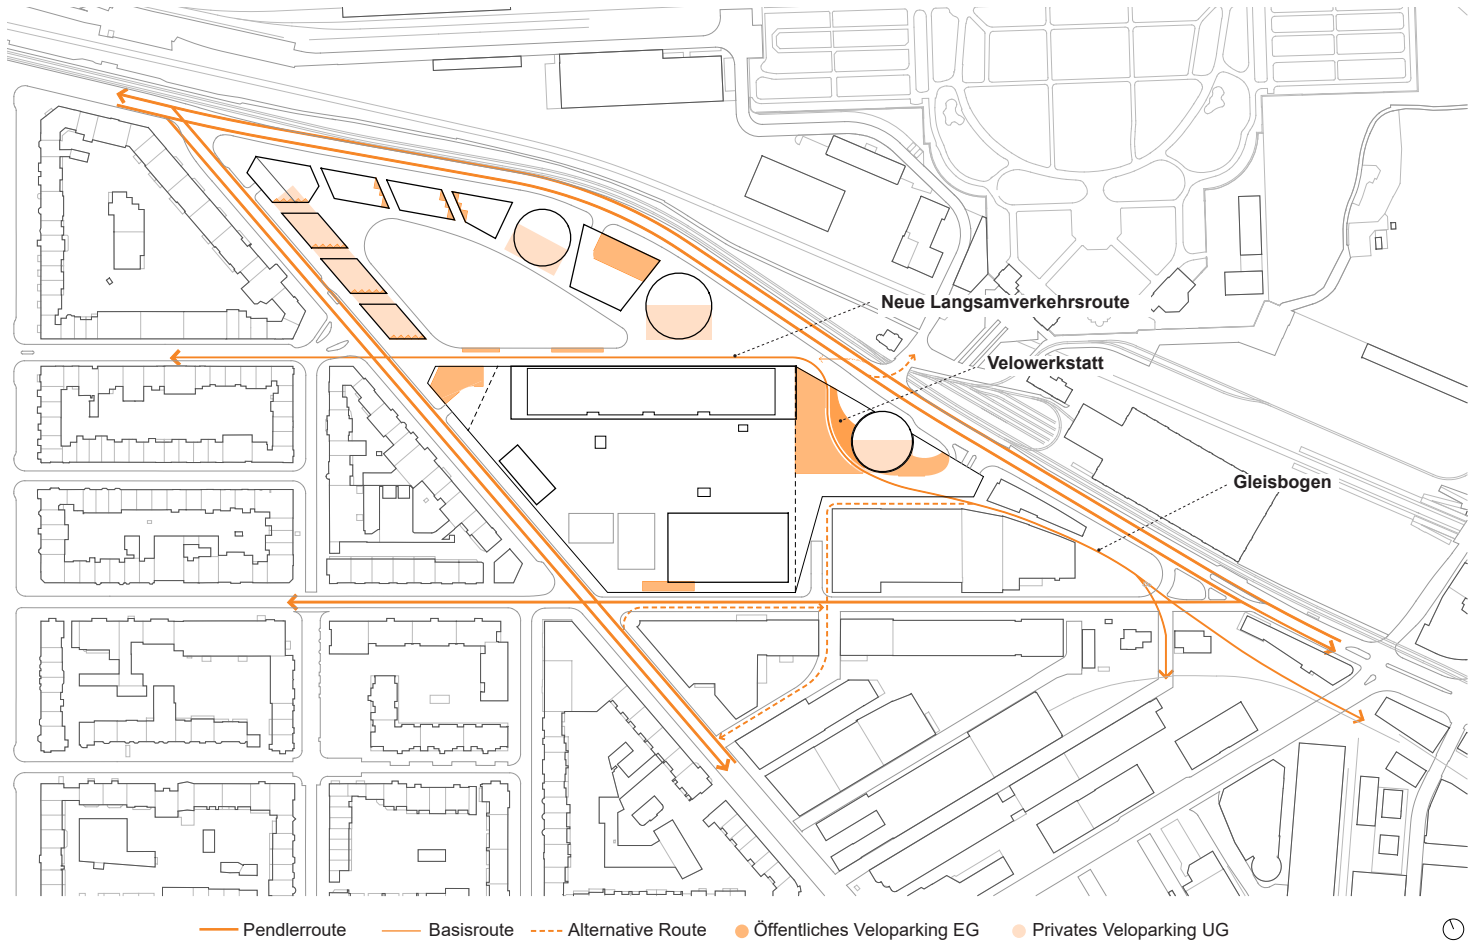 Neue Langsamverkehrsroute
Velowerkstatt
Gleisbogen
Pendlerroute
Basisroute
Alternative Route
Öffentliches Veloparking EG
Privates Veloparking UG